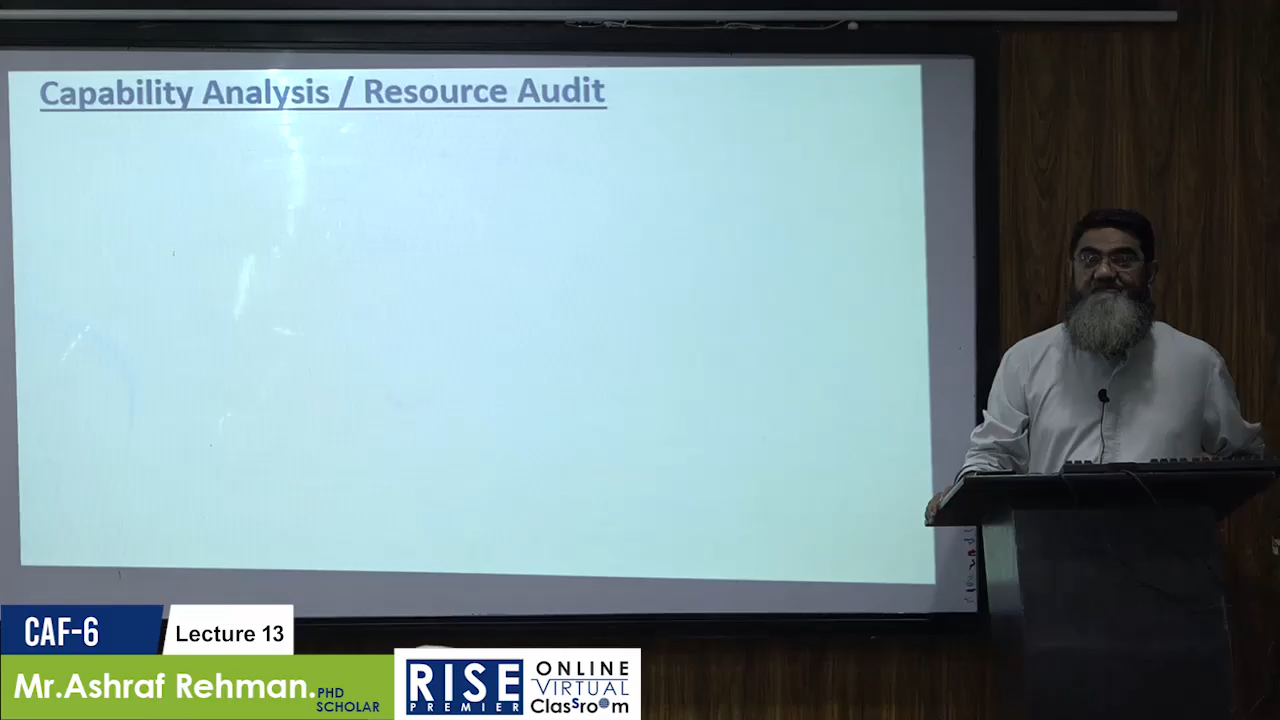 Capability Analysis / Resource Audit
CAF-6
Lecture 13
Mr.Ashraf Rehman.
PHD
SCHOLAR
RISE
PREMIER
ONLINE
VIRTUAL
Classroom